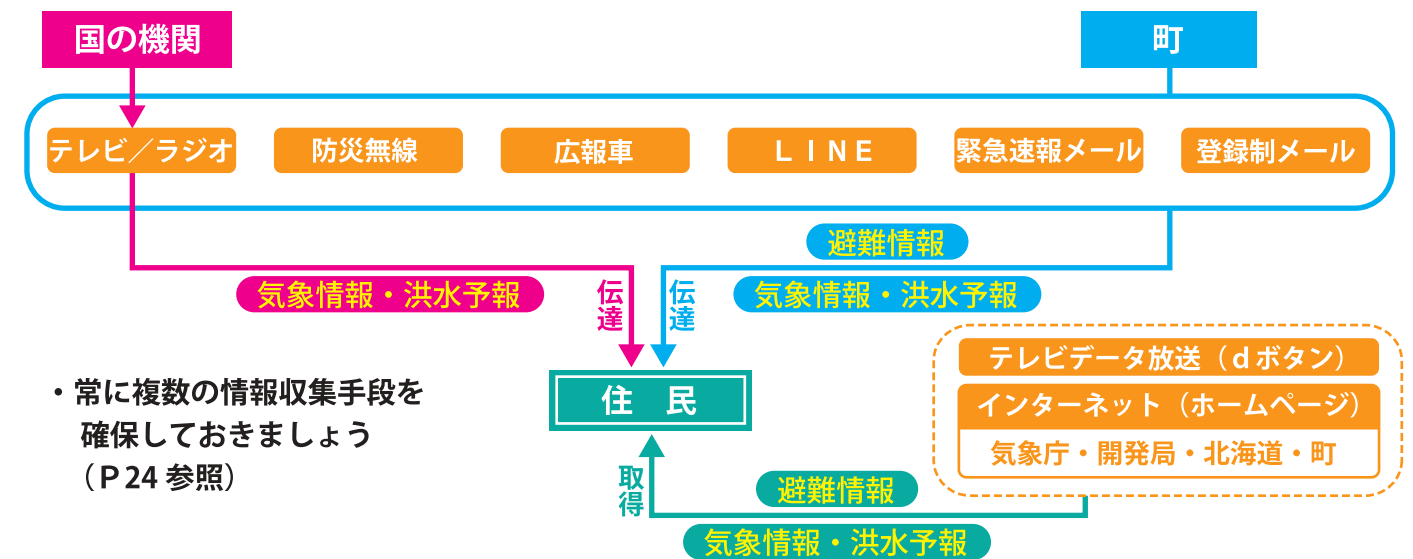 国の機関
町
テレビ／ラジオ
防災無線
広報車
ＬＩＮＥ
緊急速報メール
登録制メール
避難情報
気象情報・洪水予報
伝達
伝達
気象情報・洪水予報
テレビデータ放送（ｄボタン）
インターネット（ホームページ）
気象庁・開発局・北海道・町
住　民
・常に複数の情報収集手段を
確保しておきましょう
（Ｐ24 参照）
取得
避難情報
気象情報・洪水予報